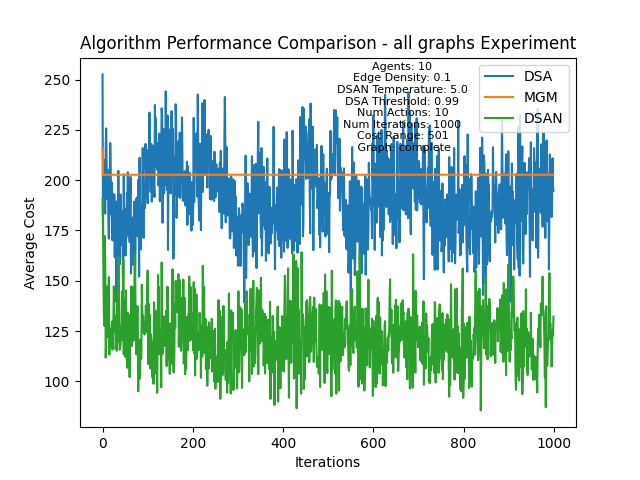 Algorithm Performance Comparison - all graphs Experiment
Agents: 10
Edge Density: 0.1
DSAN Temperature: 5.0
DSA Threshold: 0.99
Num Actions: 10
Num Iterations: 1000
Cost Range: 501
Graph: complete
DSA
MGM
DSAN
Average Cost
250
225
200
175
150
125
100
0
200
400
600
800
1000
Iterations